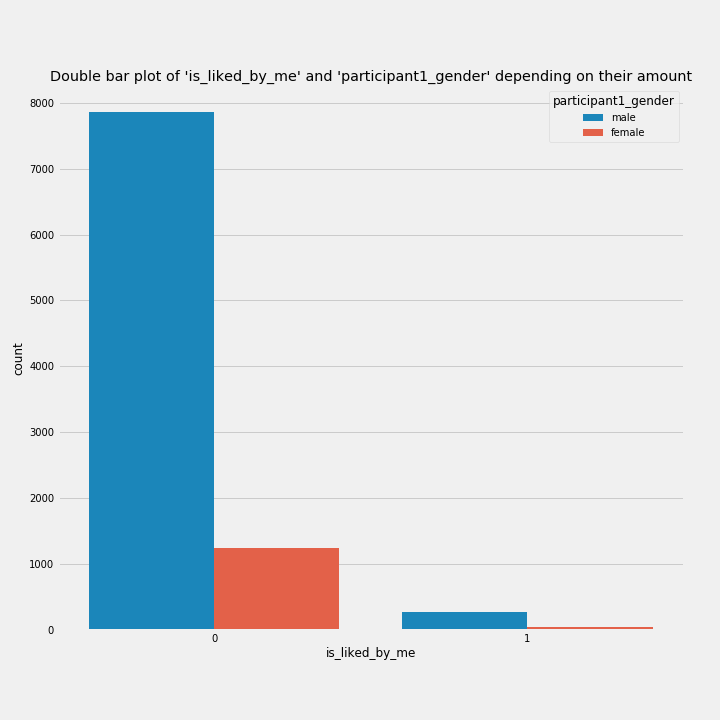 Double bar plot of 'is_liked_by_me' and 'participant1_gender' depending on their amount
participant1_gender
male
female
8000
7000
6000
5000
4000
3000
2000
1000
0
count
0 1
is_liked_by_me